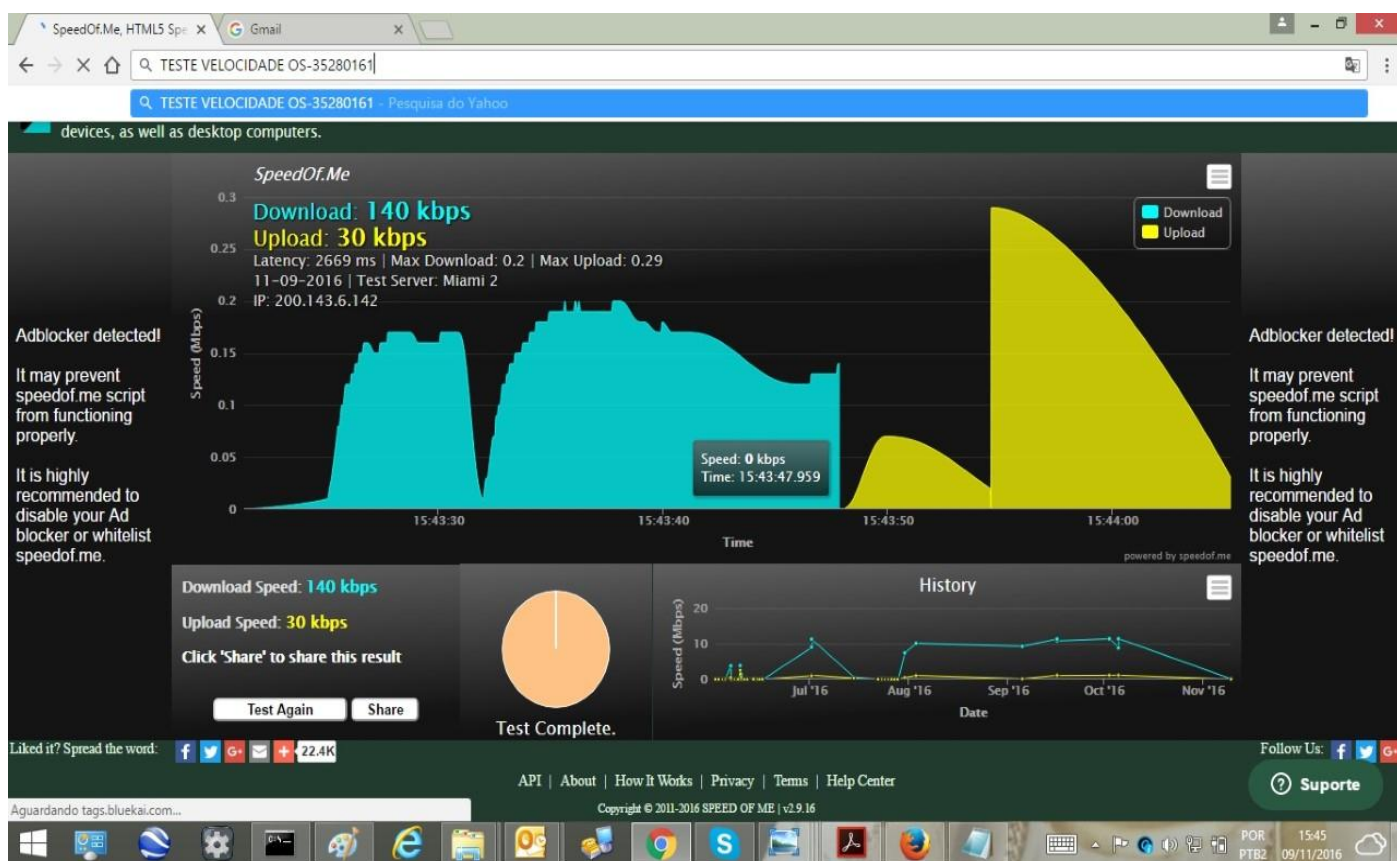 SpeedOf.Me, HTML5 Spe
Gmail
TESTE VELOCIDADE OS-35280161
TESTE VELOCIDADE OS-35280161 - Pesquisa do Yahoo
devices, as well as desktop computers.
SpeedOf.Me
Download: 140 kbps
Upload: 30 kbps
Latency: 2669 ms | Max Download: 0.2 | Max Upload: 0.29
11-09-2016 | Test Server: Miami 2
IP: 200.143.6.142
Download
Upload
Speed (Mbps)
0.3
0.25
0.2
0.15
0.1
0.05
0
Speed: 0 kbps
Time: 15:43:47.959
15:43:30 15:43:40 15:43:50 15:44:00
Time
powered by speedof.me
Adblocker detected!
It may prevent
speedof.me script
from functioning
properly.
It is highly
recommended to
disable your Ad
blocker or whitelist
speedof.me.
Adblocker detected!
It may prevent
speedof.me script
from functioning
properly.
It is highly
recommended to
disable your Ad
blocker or whitelist
speedof.me.
Download Speed: 140 kbps
Upload Speed: 30 kbps
Click 'Share' to share this result
Test Again Share
Test Complete.
History
Speed (Mbps)
20
10
0
Jul '16 Aug '16 Sep '16 Oct '16 Nov '16
Date
Liked it? Spread the word:
22.4K
Follow Us:
API | About | How It Works | Privacy | Terms | Help Center
Copyright © 2011-2016 SPEED OF ME | v2.9.16
Suporte
Aguardando tags.bluekai.com...
POR 15:45
PTB2 09/11/2016